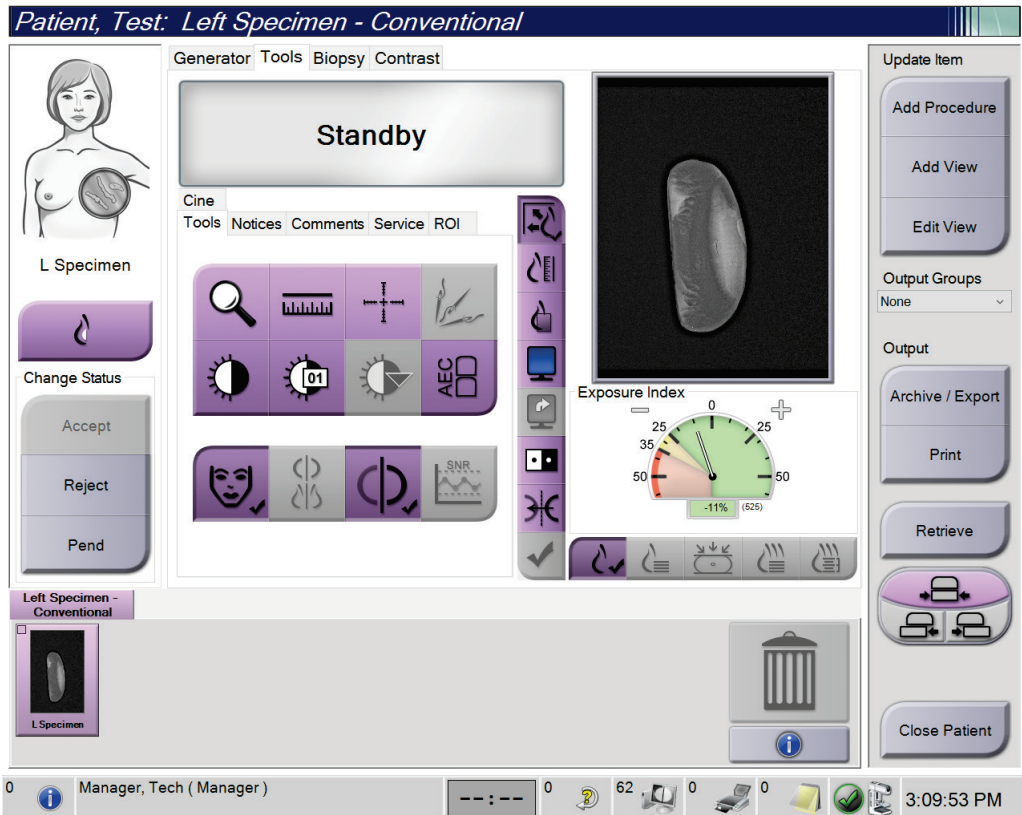 Patient, Test:  Left Specimen - Conventional
Generator Tools Biopsy Contrast
Standby
Cine
Tools Notices Comments Service ROI
L Specimen
01
AEC
SNR
Change Status
Accept
Reject
Pend
Exposure Index
0
25 25
35
50 50
-11% (525)
Update Item
Add Procedure
Add View
Edit View
Output Groups
None
Output
Archive / Export
Print
Retrieve
Close Patient
Left Specimen -
Conventional
L Specimen
0 Manager, Tech ( Manager ) --:-- 0 62 0 0 3:09:53 PM